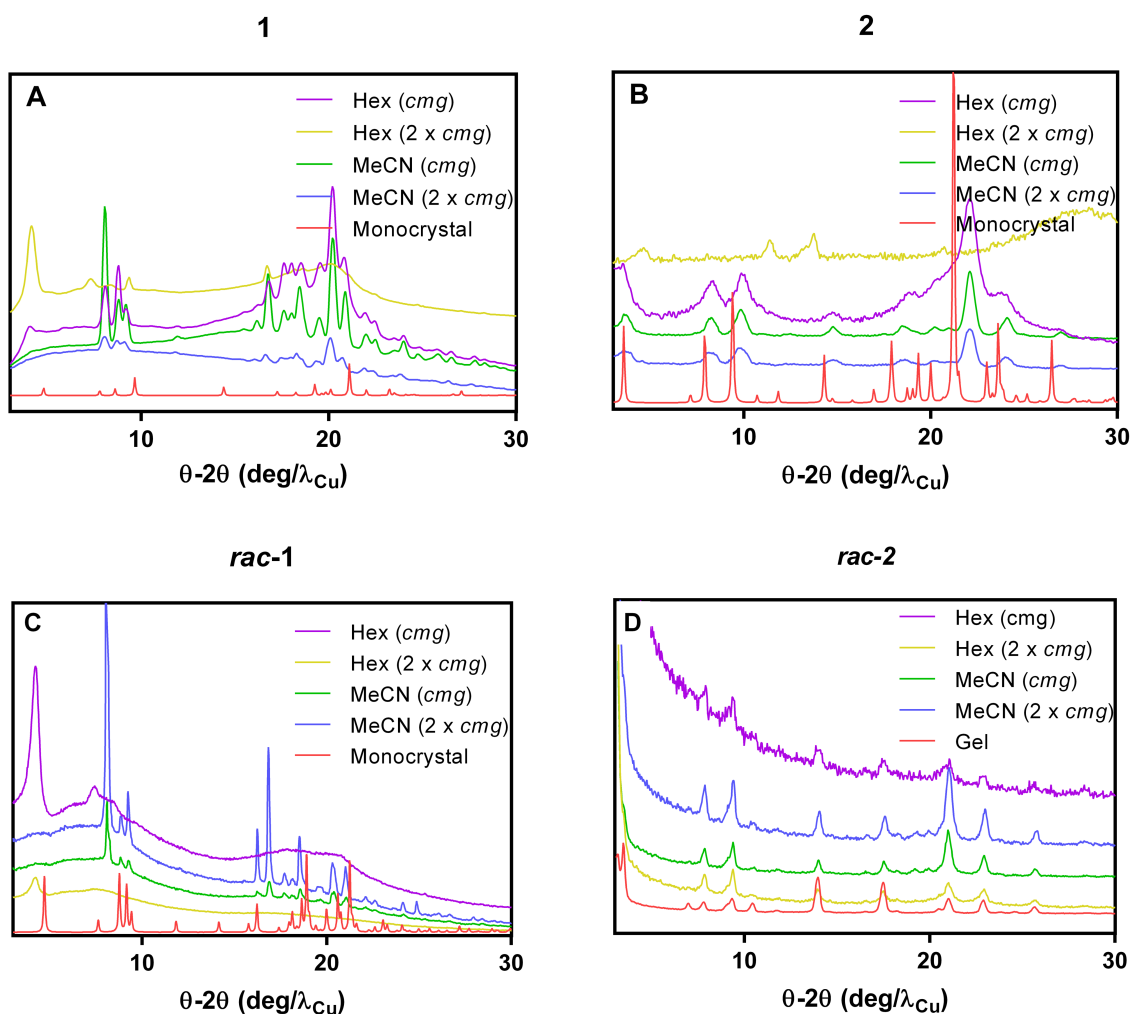 1
A
Hex (cmg)
Hex (2 x cmg)
MeCN (cmg)
MeCN (2 x cmg)
Monocrystal
10
20
30
θ-2θ (deg/λCu)
2
B
Hex (cmg)
Hex (2 x cmg)
MeCN (cmg)
MeCN (2 x cmg)
Monocrystal
10
20
30
θ-2θ (deg/λCu)
rac-1
C
Hex (cmg)
Hex (2 x cmg)
MeCN (cmg)
MeCN (2 x cmg)
Monocrystal
10
20
30
θ-2θ (deg/λCu)
rac-2
D
Hex (cmg)
Hex (2 x cmg)
MeCN (cmg)
MeCN (2 x cmg)
Gel
10
20
30
θ-2θ (deg/λCu)